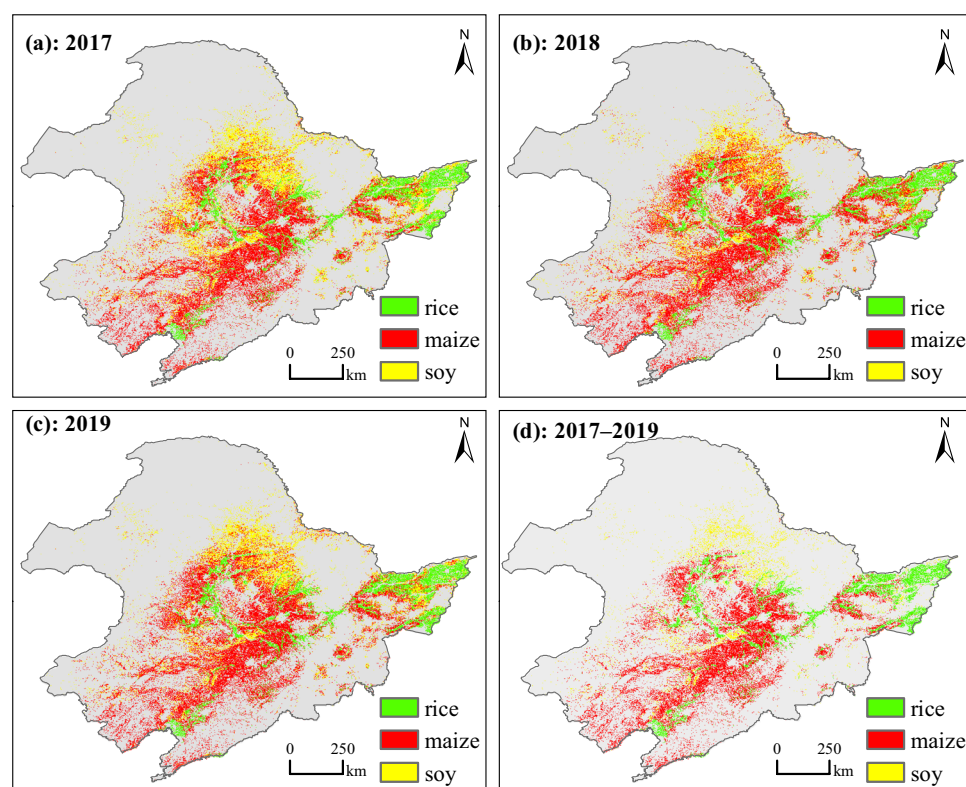 (a): 2017
N
rice
maize
soy
0 250
km
(b): 2018
N
rice
maize
soy
0 250
km
(c): 2019
N
rice
maize
soy
0 250
km
(d): 2017–2019
N
rice
maize
soy
0 250
km